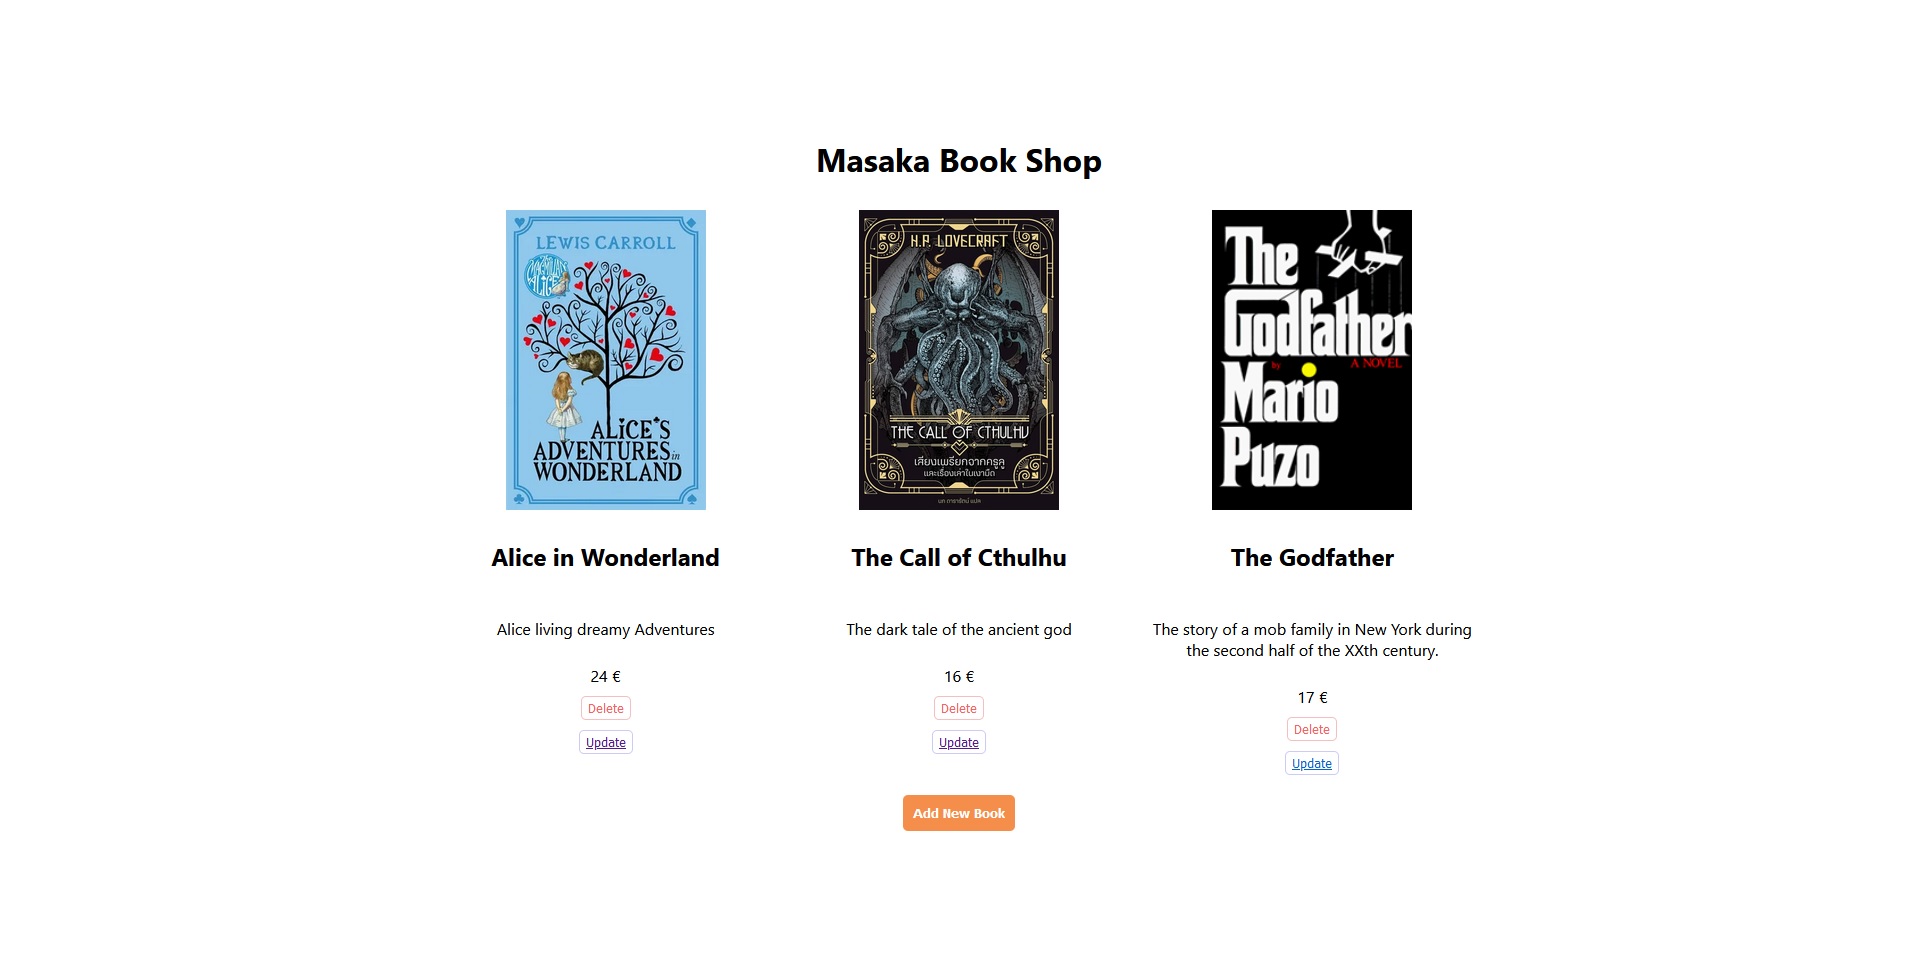 Masaka Book Shop
LEWIS CARROLL
The
MACMILLAN
ALICE
ALICE'S
ADVENTURES in
WONDERLAND
H.P. LOVECRAFT
THE CALL OF CTHULHU
เสียงเพรียกจากครูลู
และเรื่องเล่าในเงามืด
The
Godfather
By A NOVEL
Mario
Puzo
Alice in Wonderland
Alice living dreamy Adventures
24 €
Delete
Update
The Call of Cthulhu
The dark tale of the ancient god
16 €
Delete
Update
The Godfather
The story of a mob family in New York during
the second half of the XXth century.
17 €
Delete
Update
Add New Book